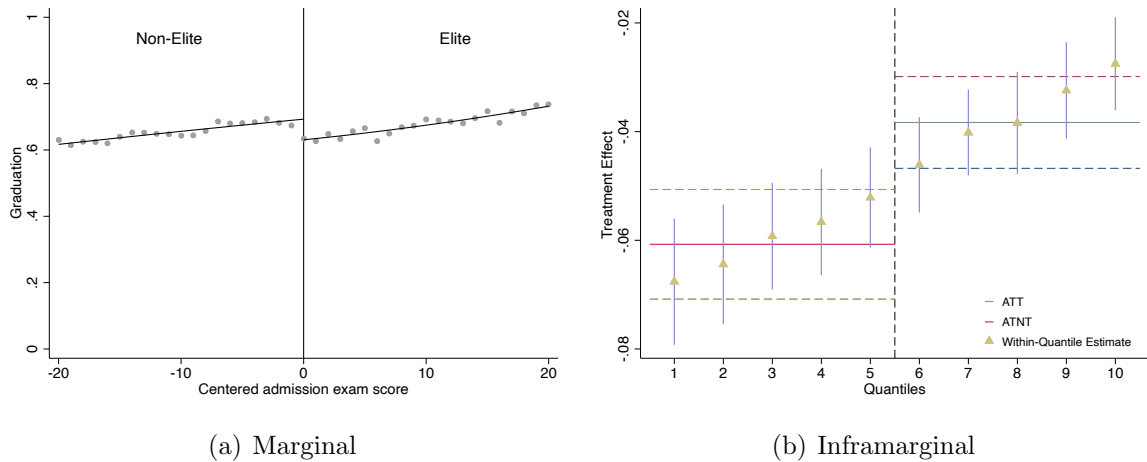 Non-Elite
Elite
1
.8
.6
.4
.2
0
Graduation
-20
-10
0
10
20
Centered admission exam score
(a) Marginal
-.02
-.04
-.06
-.08
Treatment Effect
ATT
ATNT
Within-Quantile Estimate
1 2 3 4 5 6 7 8 9 10
Quantiles
(b) Inframarginal